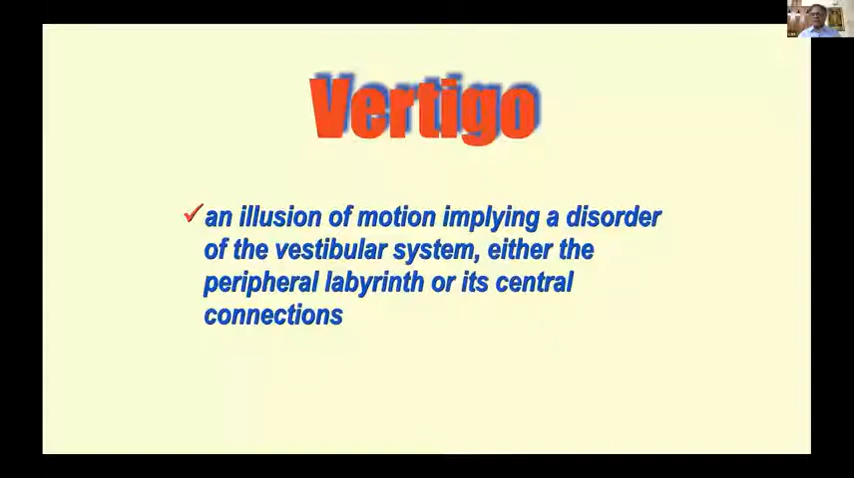 Vertigo
an illusion of motion implying a disorder
of the vestibular system, either the
peripheral labyrinth or its central
connections